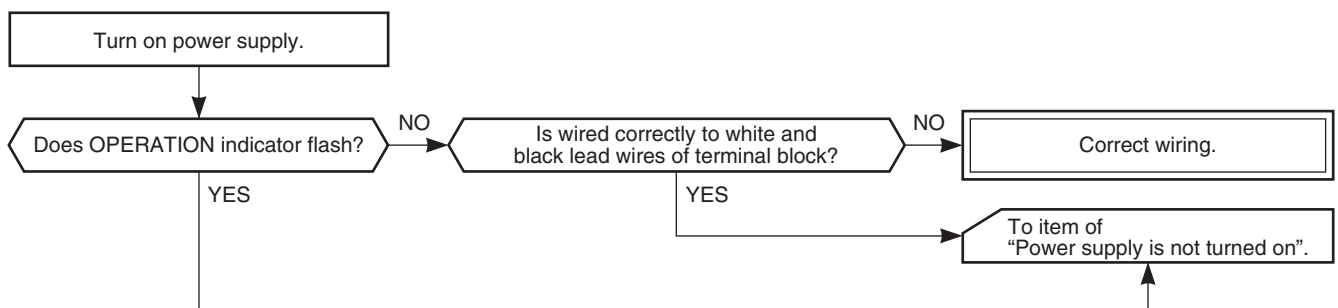 Turn on power supply.
Does OPERATION indicator flash?
NO
Is wired correctly to white and
black lead wires of terminal block?
NO
Correct wiring.
YES
YES
To item of
“Power supply is not turned on”.